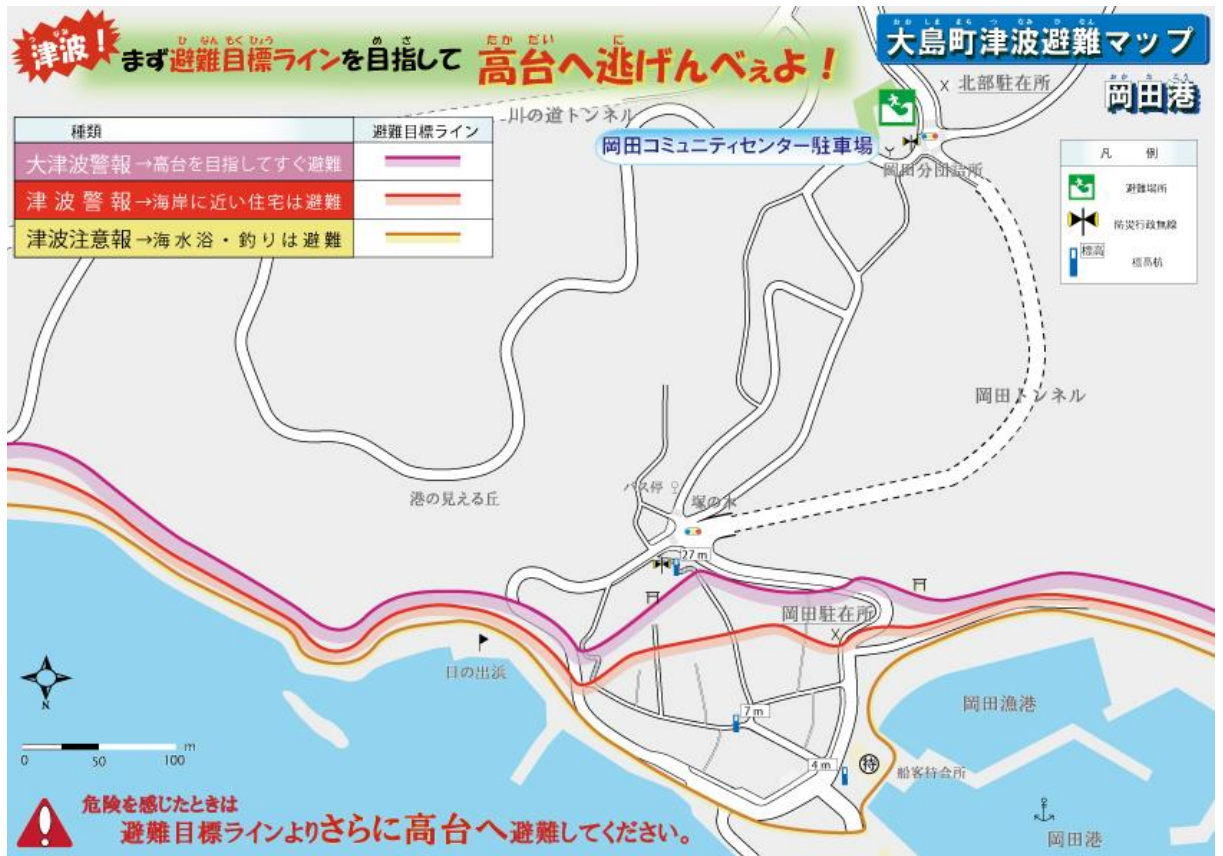 津波！
まず避難目標ラインを目指して
高台へ逃げんべぇよ！
大島町津波避難マップ
岡田港
種類 避難目標ライン
大津波警報→高台を目指してすぐ避難
津波警報→海岸に近い住宅は避難
津波注意報→海水浴・釣りは避難
川の道トンネル
北部駐在所
岡田コミュニティセンター駐車場
岡田分団詰所
凡 例
避難場所
防災行政無線
標高
標高杭
岡田トンネル
港の見える丘
バス停
塚の水
27 m
岡田駐在所
日の出浜
7 m
4 m
待
船客待合所
岡田漁港
岡田港
N
m
0 50 100
危険を感じたときは
避難目標ラインよりさらに高台へ避難してください。